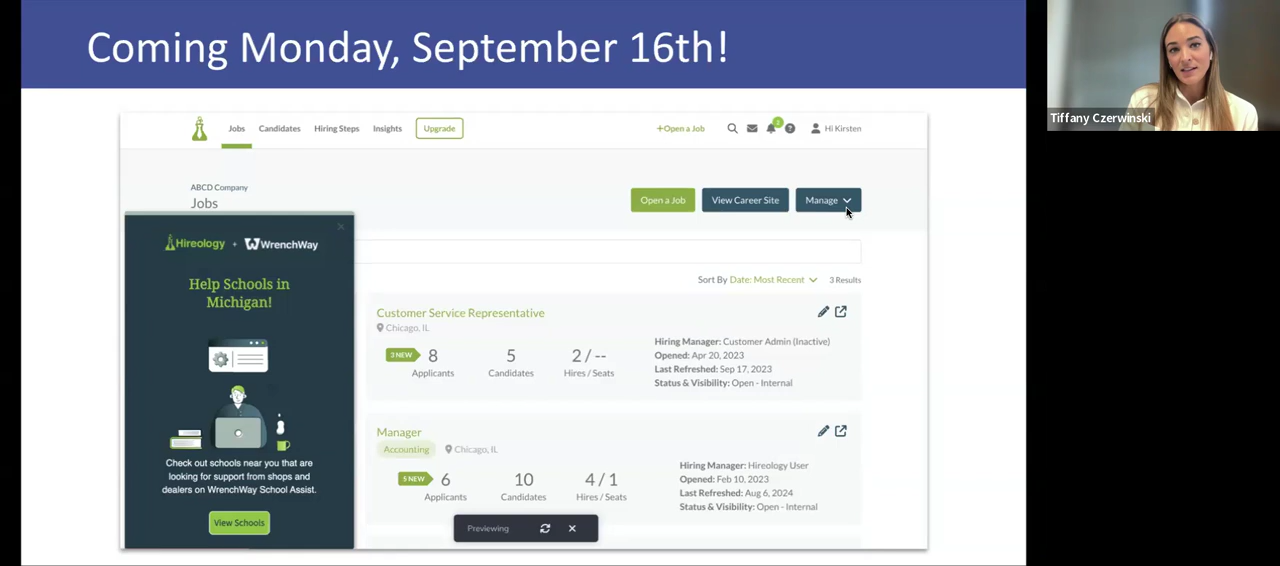 Coming Monday, September 16th!
Tiffany Czerwinski
Jobs Candidates Hiring Steps Insights Upgrade +Open a Job 2 ? Hi Kirsten
ABCD Company
Jobs
Open a Job View Career Site Manage
Hireology + WrenchWay
Help Schools in
Michigan!
Check out schools near you that are
looking for support from shops and
dealers on WrenchWay School Assist.
View Schools
Sort By Date: Most Recent 3 Results
Customer Service Representative
Chicago, IL
3 NEW 8 5 2 / --
Applicants Candidates Hires / Seats
Hiring Manager: Customer Admin (Inactive)
Opened: Apr 20, 2023
Last Refreshed: Sep 17, 2023
Status & Visibility: Open - Internal
Manager
Accounting Chicago, IL
5 NEW 6 10 4 / 1
Applicants Candidates Hires / Seats
Hiring Manager: Hireology User
Opened: Feb 10, 2023
Last Refreshed: Aug 6, 2024
Status & Visibility: Open - Internal
Previewing